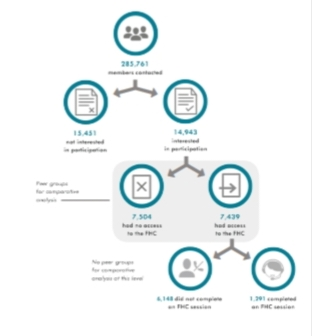 285,761
members contacted
15,451
not interested
in participation
14,943
interested
in participation
Peer groups
for comparative
analysis
7,504
had no access
to the FHC
7,439
had access
to the FHC
No peer groups
for comparative
analysis at this level
6,148 did not complete
an FHC session
1,291 completed
an FHC session